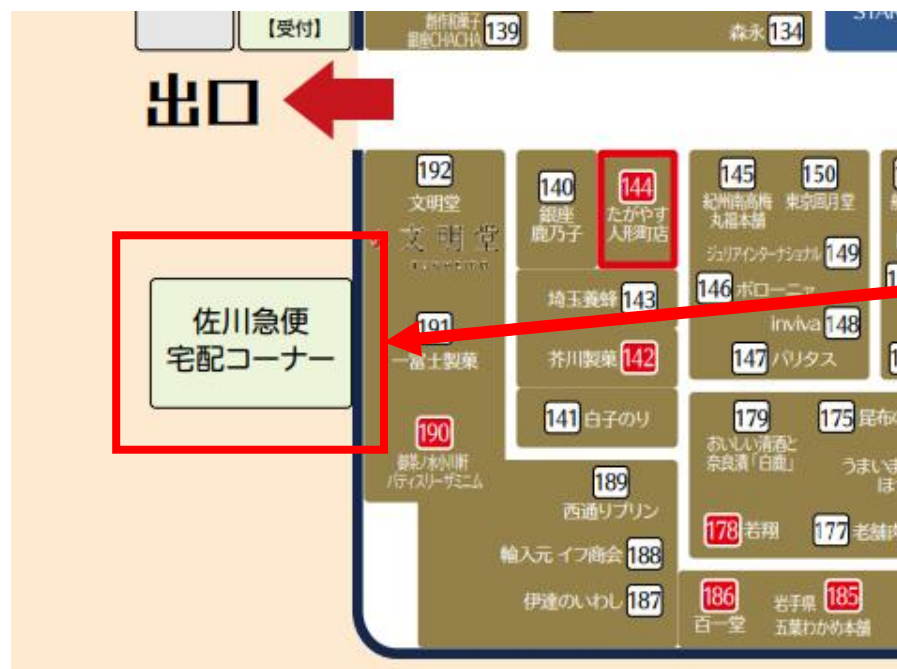 【受付】
創作和菓子
銀座CHACHA
139
森永
134
出口
192
文明堂
文明堂
191
一富士製菓
190
御茶ノ水小川軒
パティスリーザミニム
佐川急便
宅配コーナー
140
銀座
鹿乃子
144
たがやす
人形町店
埼玉養蜂
143
芥川製菓
142
141
白子のり
189
西通りプリン
輸入元 イフ商会
188
伊達のいわし
187
145
紀州南高梅
丸福本舗
150
東京風月堂
ジュリアインターナショナル
149
146
ボローニャ
inviva
148
147
パリタス
179
おいしい清酒と
奈良漬「白鹿」
175
昆布の
うまいま
178
若翔
177
老舗肉
186
百一堂
岩手県
185
五葉わかめ本舗